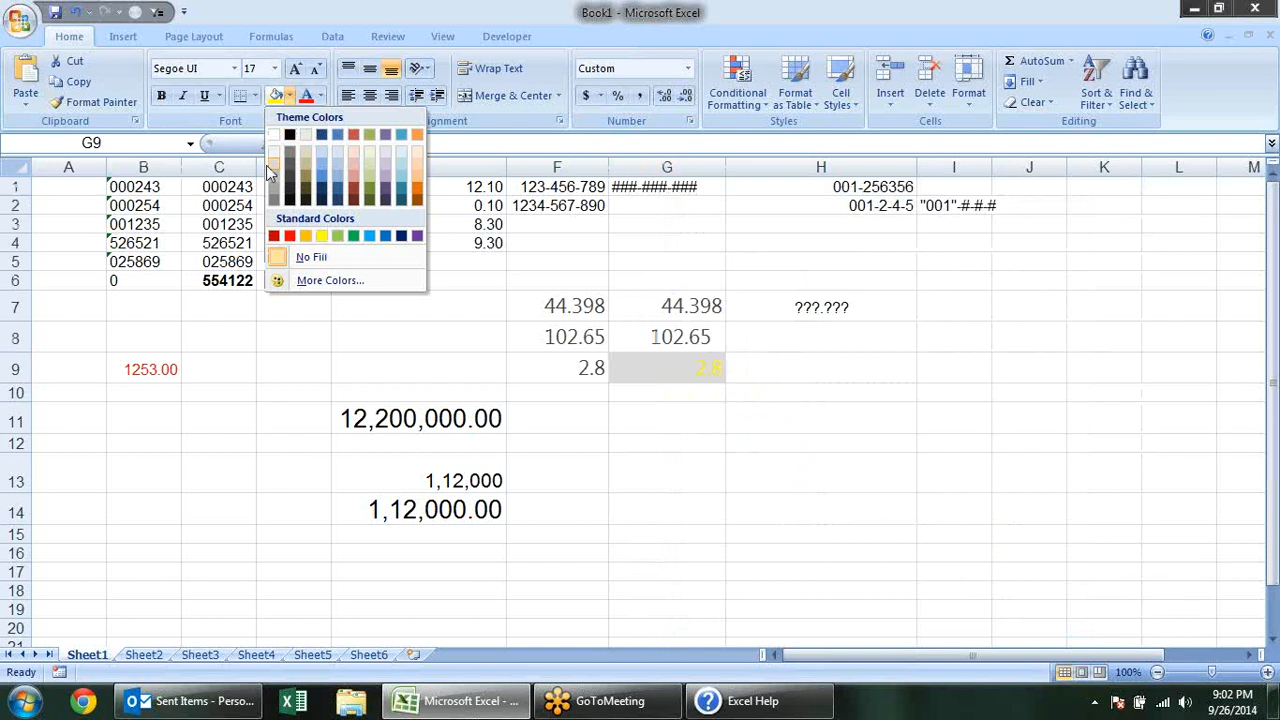 Book1 - Microsoft Excel
Home Insert Page Layout Formulas Data Review View Developer
Paste Cut Copy Format Painter
Clipboard
Segoe UI 17
B I U A
Font
Wrap Text
Merge & Center
lignment
Custom
$ % ,
Number
Conditional Formatting
Format as Table
Cell Styles
Styles
Insert Delete Format
Cells
AutoSum
Fill
Clear
Sort & Filter
Find & Select
Editing
G9
Theme Colors
Standard Colors
No Fill
More Colors...
A B C F G H I J K L M
1 000243 000243 12.10 123-456-789 ###-###-### 001-256356
2 000254 000254 0.10 1234-567-890 001-2-4-5 "001"-#-#-#
3 001235 001235 8.30
4 526521 526521 9.30
5 025869 025869
6 0 554122
7 44.398 44.398 ???.???
8 102.65 102.65
9 1253.00 2.8 2.8
10
11 12,200,000.00
12
13 1,12,000
14 1,12,000.00
15
16
17
18
19
20
21
Sheet1 Sheet2 Sheet3 Sheet4 Sheet5 Sheet6
Ready 100%
Sent Items - Perso... Microsoft Excel - ... GoToMeeting Excel Help
9:02 PM
9/26/2014